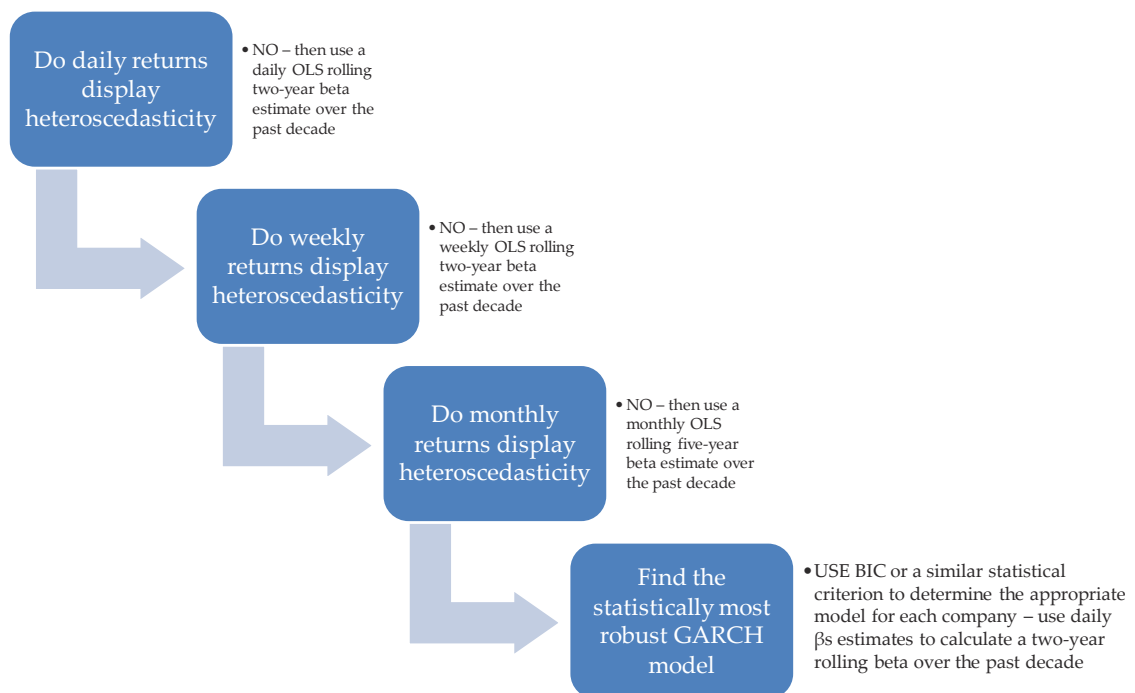 Do daily returns
display
heteroscedasticity
• NO – then use a
daily OLS rolling
two-year beta
estimate over the
past decade
Do weekly
returns display
heteroscedasticity
• NO – then use a
weekly OLS rolling
two-year beta
estimate over the
past decade
Do monthly
returns display
heteroscedasticity
• NO – then use a
monthly OLS
rolling five-year
beta estimate over
the past decade
Find the
statistically most
robust GARCH
model
• USE BIC or a similar statistical
criterion to determine the appropriate
model for each company – use daily
βs estimates to calculate a two-year
rolling beta over the past decade